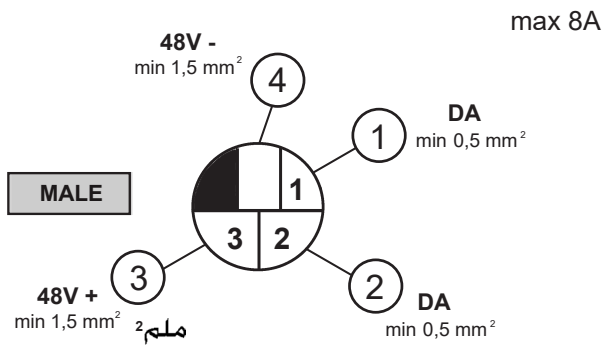 max 8A
48V -
min 1,5 mm²
4
DA
min 0,5 mm²
1
1
MALE
3 2
3
2
48V +
min 1,5 mm² ملم²
DA
min 0,5 mm²